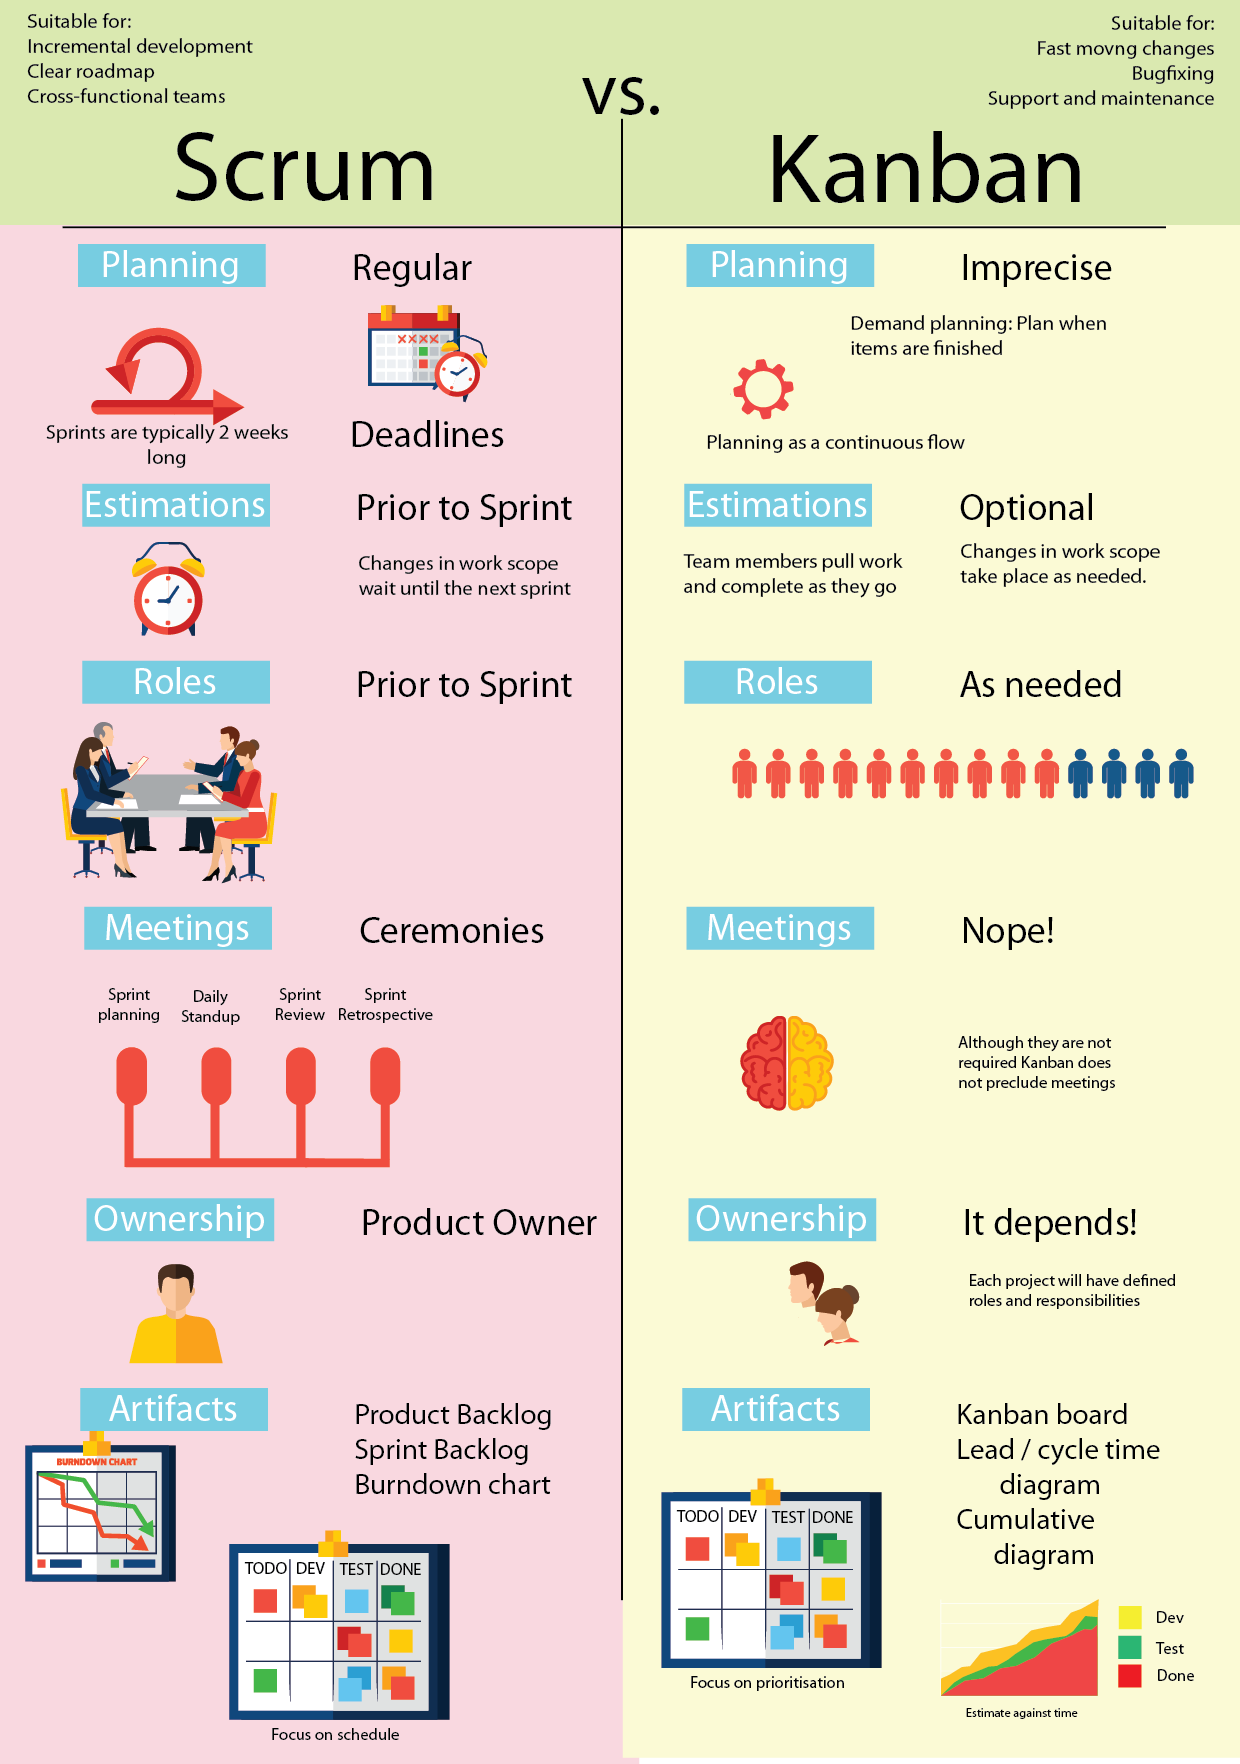 Suitable for:
Incremental development
Clear roadmap
Cross-functional teams
vs.
Suitable for:
Fast movng changes
Bugfixing
Support and maintenance
Scrum
Kanban
Planning
Regular
Sprints are typically 2 weeks
long
Deadlines
Estimations
Prior to Sprint
Changes in work scope
wait until the next sprint
Roles
Prior to Sprint
Meetings
Ceremonies
Sprint
planning
Daily
Standup
Sprint
Review
Sprint
Retrospective
Ownership
Product Owner
Artifacts
Product Backlog
Sprint Backlog
Burndown chart
BURNDOWN CHART
TODO DEV TEST DONE
Focus on schedule
Planning
Imprecise
Demand planning: Plan when
items are finished
Planning as a continuous flow
Estimations
Optional
Team members pull work
and complete as they go
Changes in work scope
take place as needed.
Roles
As needed
Meetings
Nope!
Although they are not
required Kanban does
not preclude meetings
Ownership
It depends!
Each project will have defined
roles and responsibilities
Artifacts
Kanban board
Lead / cycle time
diagram
Cumulative
diagram
TODO DEV TEST DONE
Focus on prioritisation
Dev
Test
Done
Estimate against time